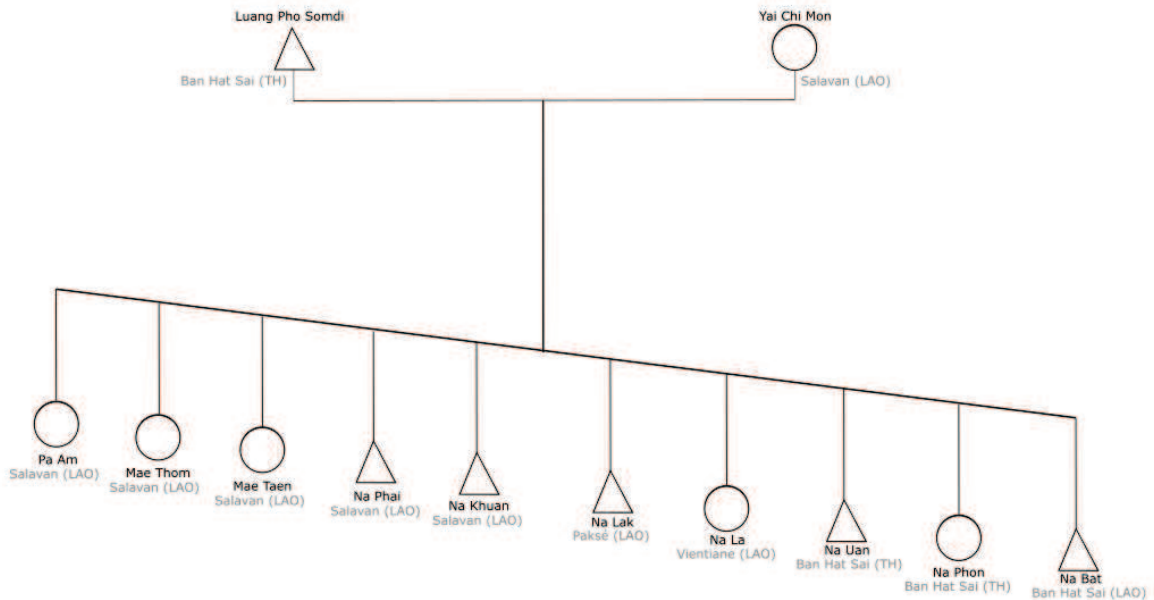 Luang Pho Somdi
Ban Hat Sai (TH)
Yai Chi Mon
Salavan (LAO)
Pa Am
Salavan (LAO)
Mae Thom
Salavan (LAO)
Mae Taen
Salavan (LAO)
Na Phai
Salavan (LAO)
Na Khuan
Salavan (LAO)
Na Lak
Paksé (LAO)
Na La
Vientiane (LAO)
Na Uan
Ban Hat Sai (TH)
Na Phon
Ban Hat Sai (TH)
Na Bat
Ban Hat Sai (LAO)